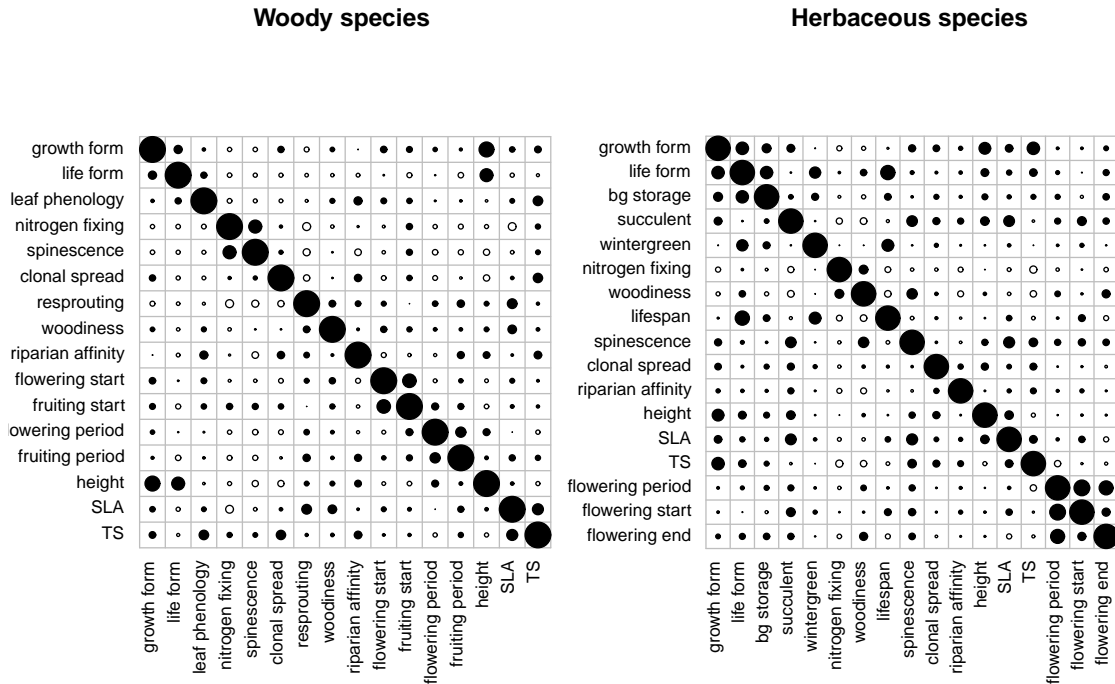 Woody species
growth form
life form
leaf phenology
nitrogen fixing
spinescence
clonal spread
resprouting
woodiness
riparian affinity
flowering start
fruiting start
lowering period
fruiting period
height
SLA
TS
growth form
life form
leaf phenology
nitrogen fixing
spinescence
clonal spread
resprouting
woodiness
riparian affinity
flowering start
fruiting start
flowering period
fruiting period
height
SLA
TS
Herbaceous species
growth form
life form
bg storage
succulent
wintergreen
nitrogen fixing
woodiness
lifespan
spinescence
clonal spread
riparian affinity
height
SLA
TS
flowering period
flowering start
flowering end
growth form
life form
bg storage
succulent
wintergreen
nitrogen fixing
woodiness
lifespan
spinescence
clonal spread
riparian affinity
height
SLA
TS
flowering period
flowering start
flowering end